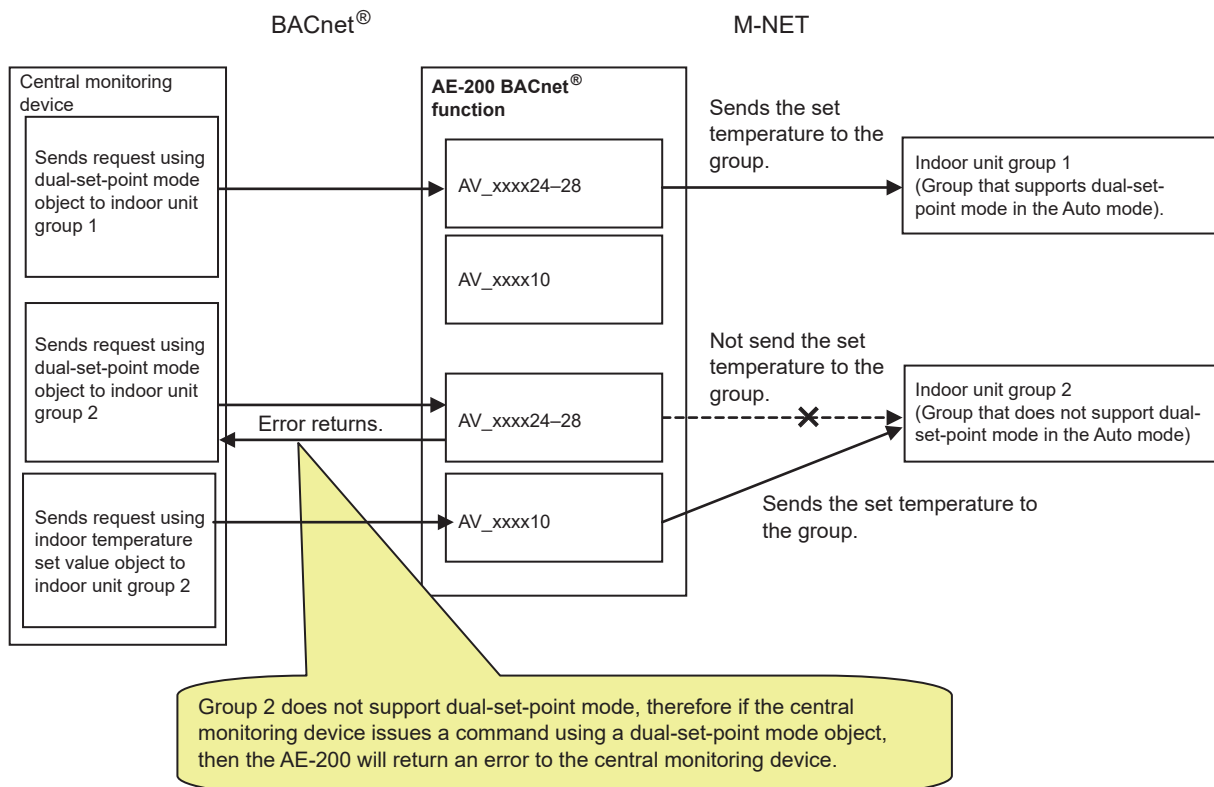 BACnet®
M-NET
Central monitoring
device
Sends request using
dual-set-point mode
object to indoor unit
group 1
Sends request using
dual-set-point mode
object to indoor unit
group 2
Sends request using
indoor temperature
set value object to
indoor unit group 2
Error returns.
AE-200 BACnet®
function
AV_xxxx24–28
AV_xxxx10
AV_xxxx24–28
AV_xxxx10
Sends the set
temperature to the
group.
Not send the set
temperature to the
group.
Sends the set temperature to
the group.
Indoor unit group 1
(Group that supports dual-set-
point mode in the Auto mode).
Indoor unit group 2
(Group that does not support dual-
set-point mode in the Auto mode)
Group 2 does not support dual-set-point mode, therefore if the central
monitoring device issues a command using a dual-set-point mode object,
then the AE-200 will return an error to the central monitoring device.